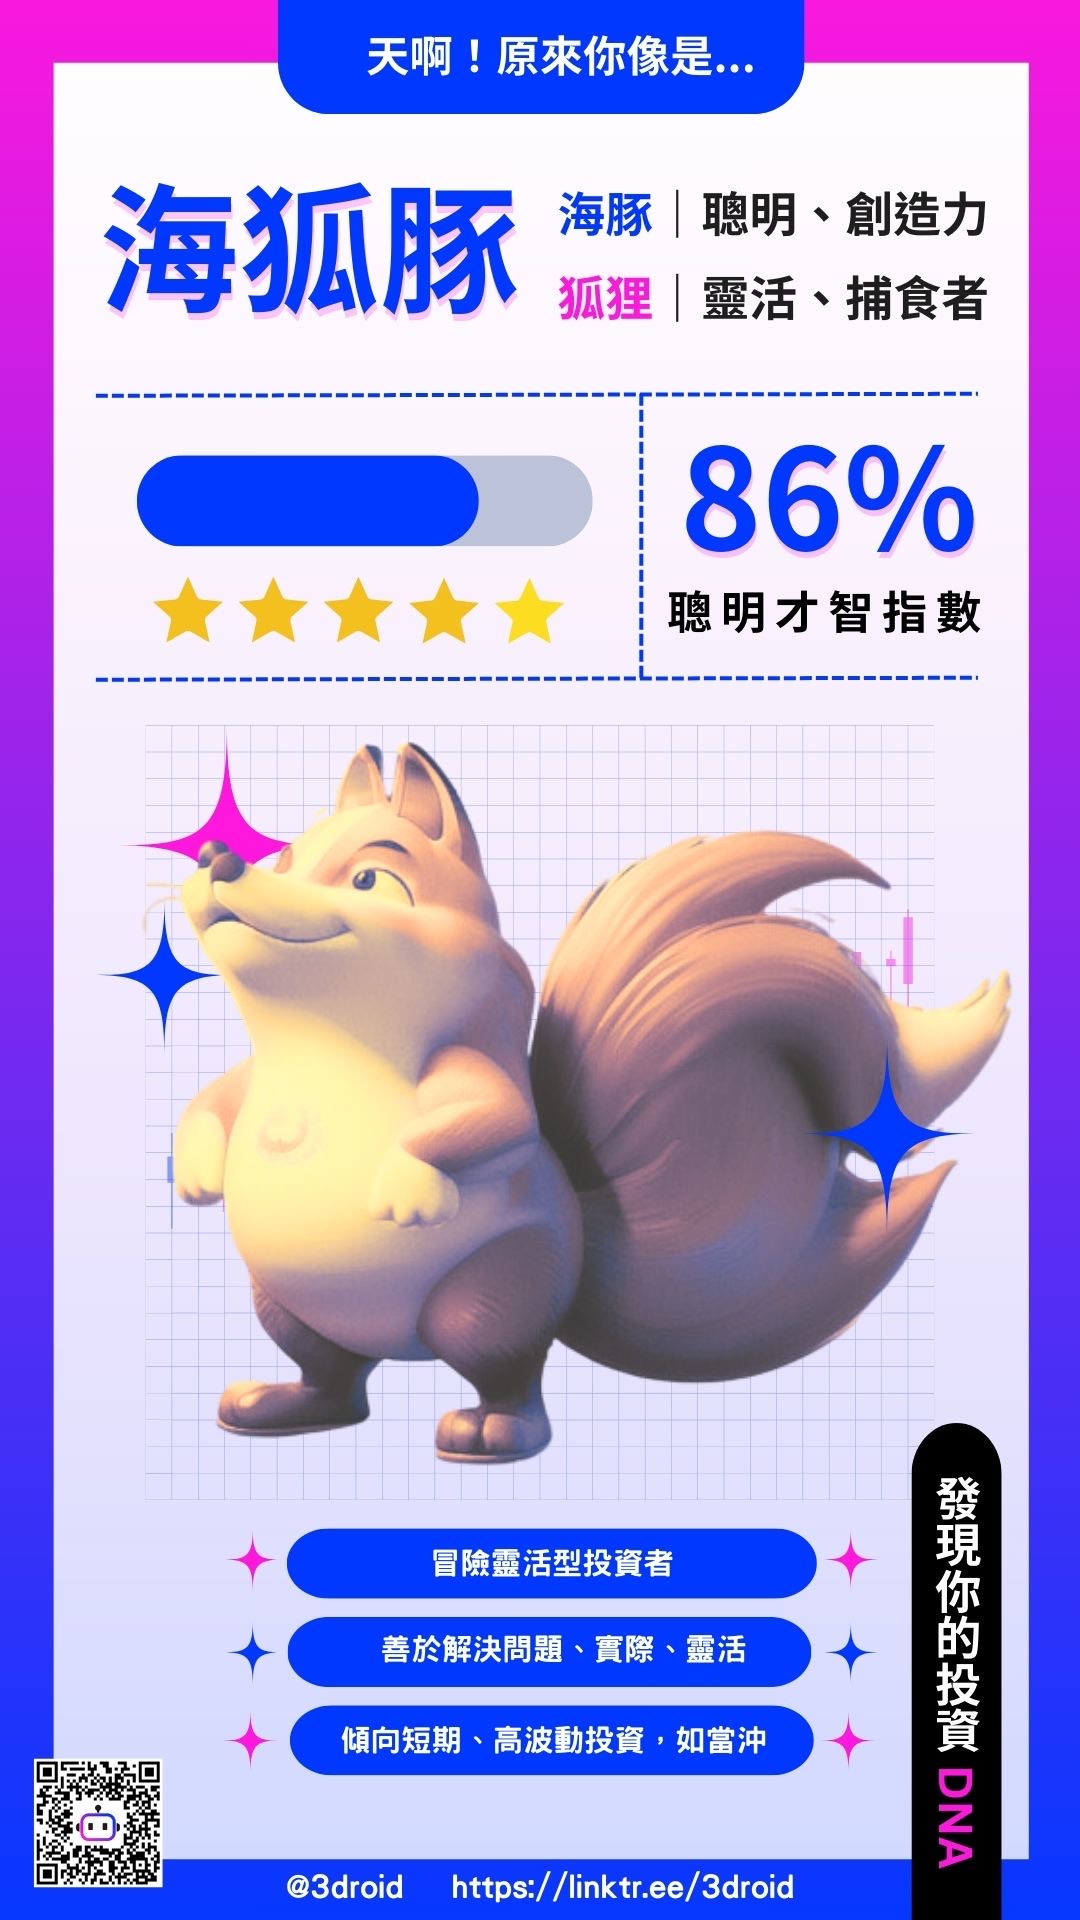 天啊！原來你像是...
海狐豚
海豚｜聰明、創造力
狐狸｜靈活、捕食者
86%
聰明才智指數
冒險靈活型投資者
善於解決問題、實際、靈活
傾向短期、高波動投資，如當沖
發現你的投資 DNA
@3droid https://linktr.ee/3droid